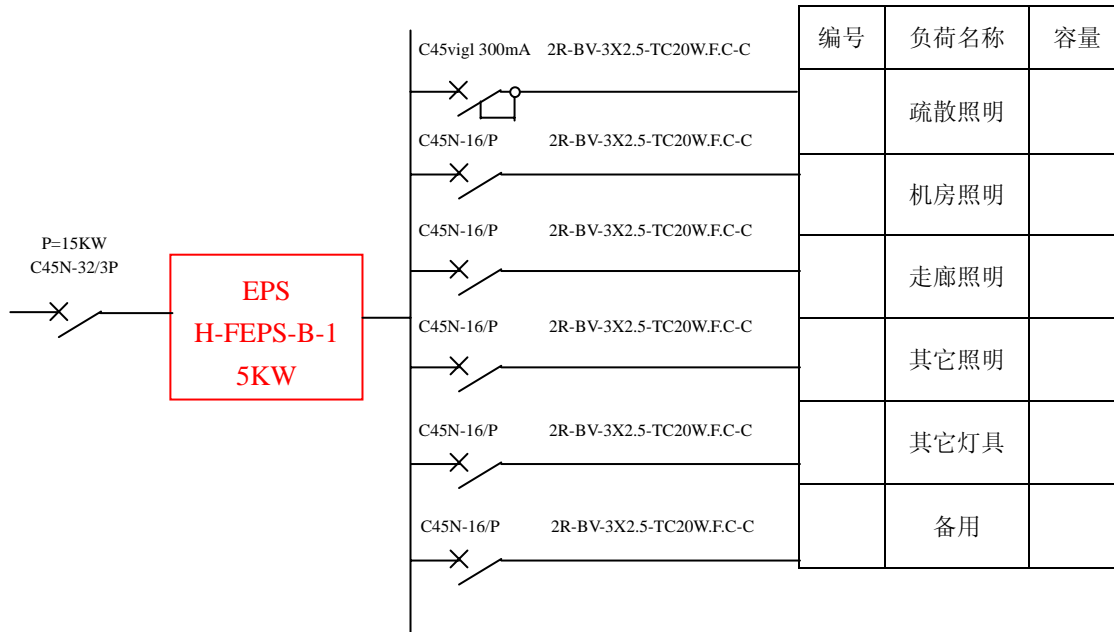 编号 负荷名称 容量
C45vigl 300mA 2R-BV-3X2.5-TC20W.F.C-C
疏散照明
C45N-16/P 2R-BV-3X2.5-TC20W.F.C-C
机房照明
C45N-16/P 2R-BV-3X2.5-TC20W.F.C-C
走廊照明
P=15KW
C45N-32/3P
EPS
H-FEPS-B-1
5KW
C45N-16/P 2R-BV-3X2.5-TC20W.F.C-C
其它照明
C45N-16/P 2R-BV-3X2.5-TC20W.F.C-C
其它灯具
C45N-16/P 2R-BV-3X2.5-TC20W.F.C-C
备用